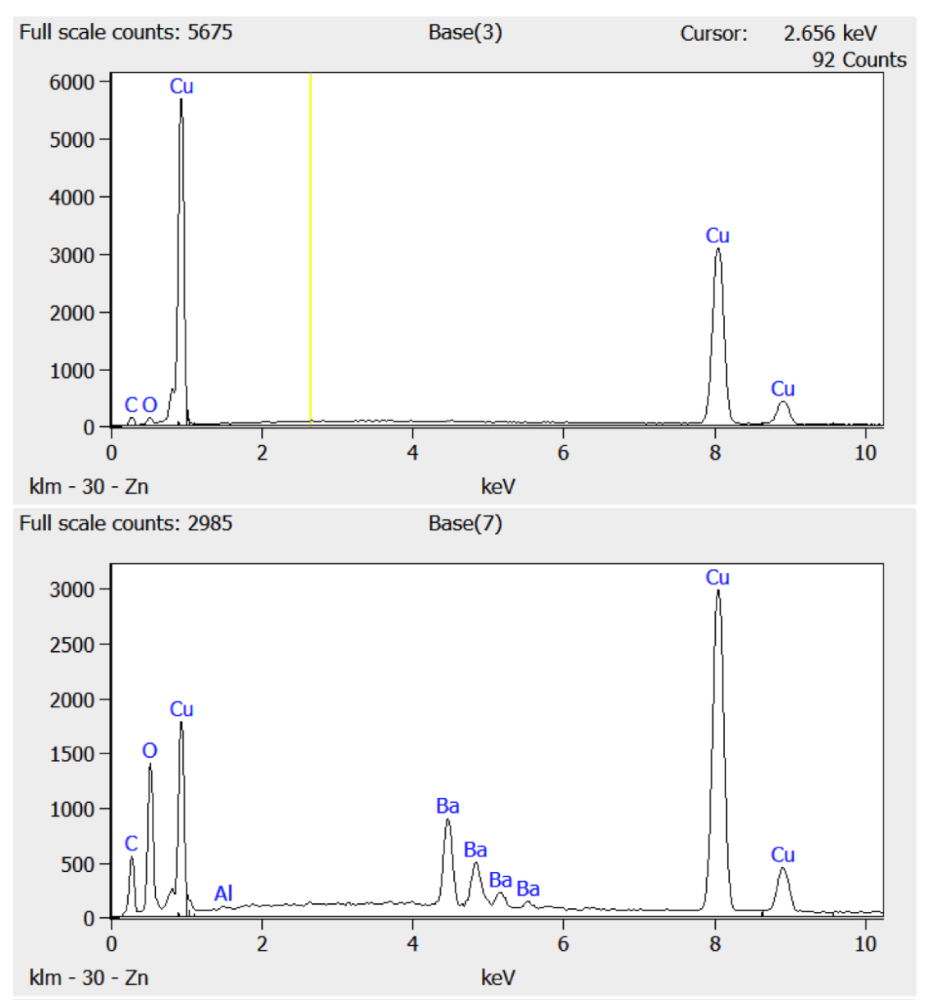 Full scale counts: 5675 Base(3) Cursor: 2.656 keV
92 Counts
6000
Cu
5000
4000
Cu
3000
2000
1000
C O
Cu
0
0 2 4 6 8 10
klm - 30 - Zn keV
Full scale counts: 2985 Base(7)
3000
Cu
2500
2000
Cu
1500
O
1000
Ba
C
Ba
Cu
500
Ba
Ba
Al
0
0 2 4 6 8 10
klm - 30 - Zn keV